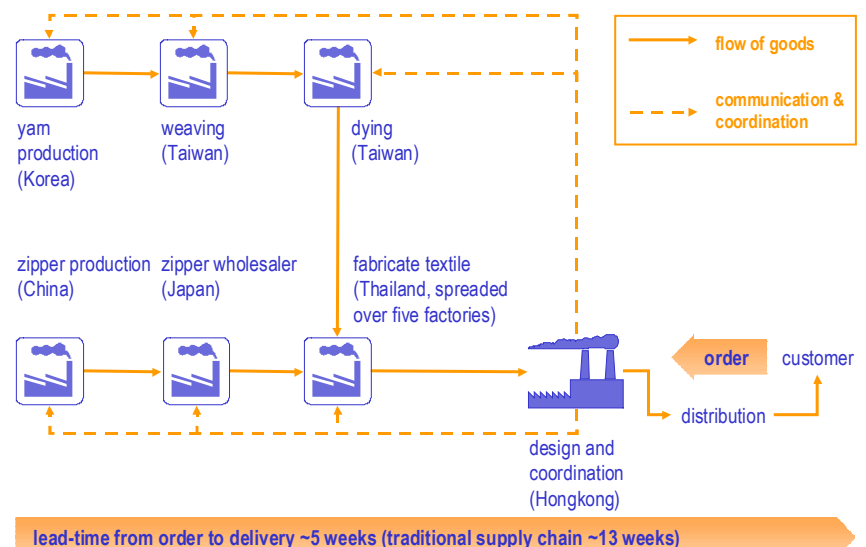 flow of goods
communication &
coordination
yarn
production
(Korea)
weaving
(Taiwan)
dying
(Taiwan)
zipper production
(China)
zipper wholesaler
(Japan)
fabricate textile
(Thailand, spreaded
over five factories)
order
customer
distribution
design and
coordination
(Hongkong)
lead-time from order to delivery ~5 weeks (traditional supply chain ~13 weeks)